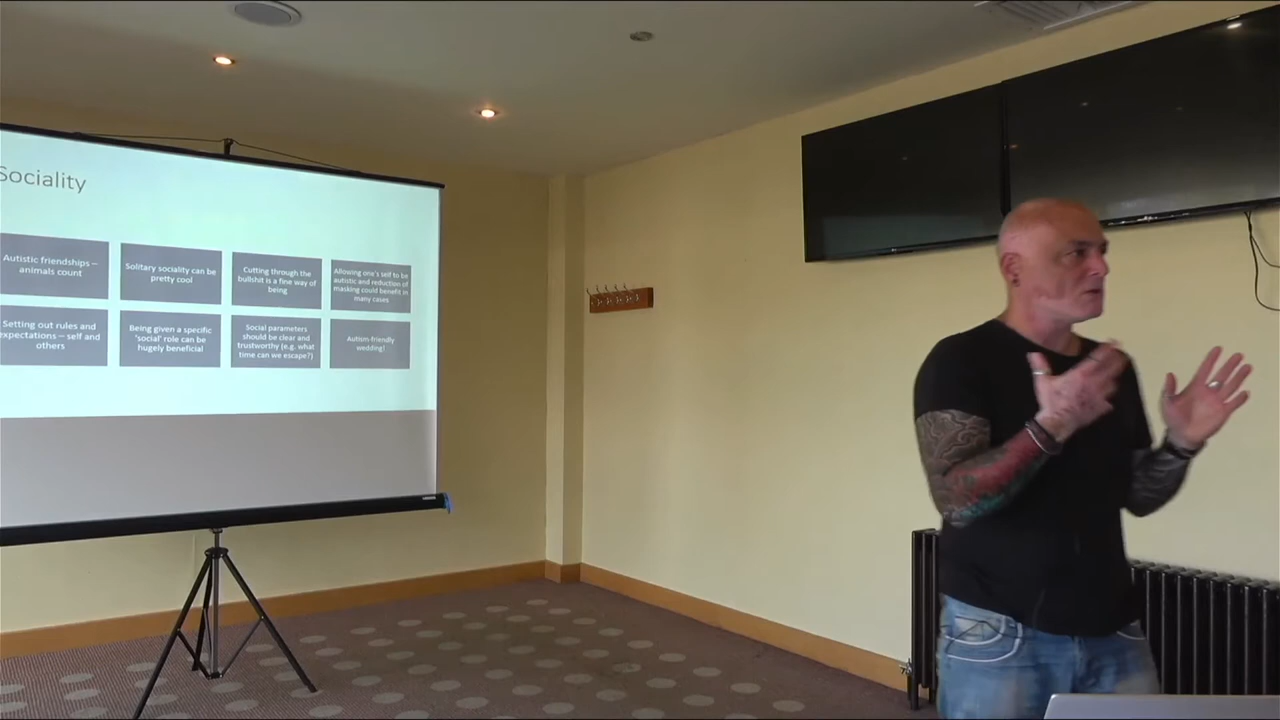 Sociality
Autistic friendships –
animals count
Solitary sociality can be
pretty cool
Cutting through the
bullshit is a fine way of
being
Allowing one's self to be
autistic and reduction of
masking could benefit in
many cases
Setting out rules and
expectations – self and
others
Being given a specific
'social' role can be
hugely beneficial
Social parameters
should be clear and
trustworthy (e.g. what
time can we escape?)
Autism-friendly
wedding!